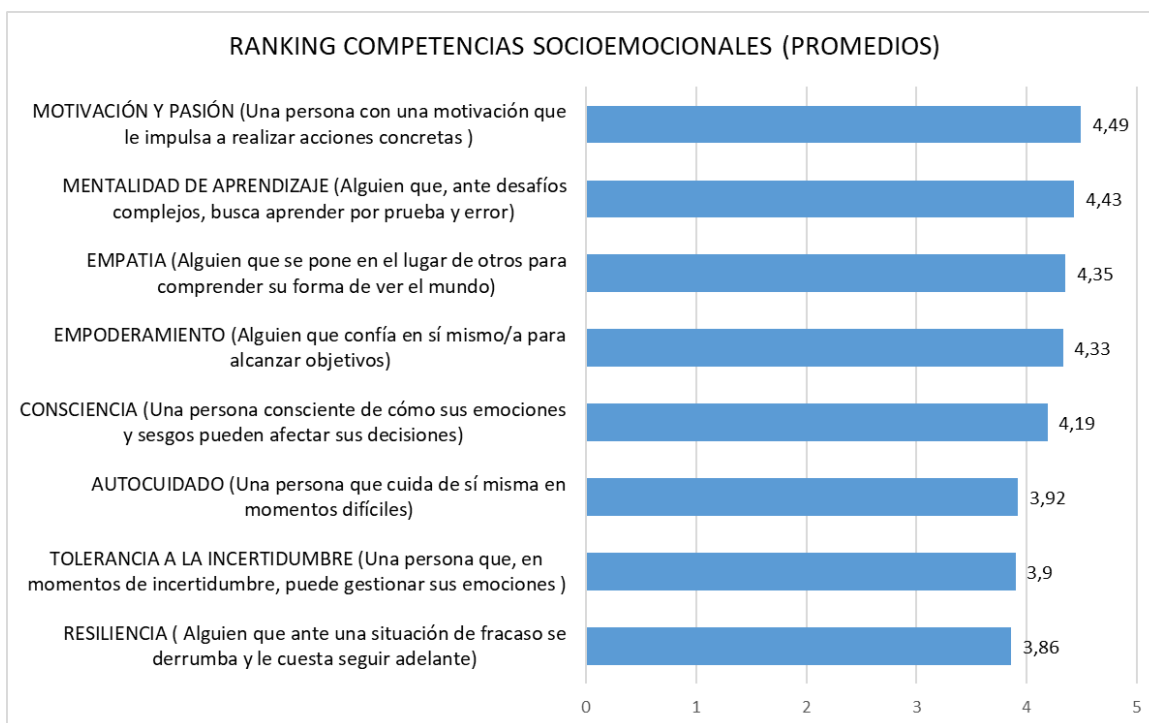 RANKING COMPETENCIAS SOCIOEMOCIONALES (PROMEDIOS)
MOTIVACIÓN Y PASIÓN (Una persona con una motivación que
le impulsa a realizar acciones concretas )
4,49
MENTALIDAD DE APRENDIZAJE (Alguien que, ante desafíos
complejos, busca aprender por prueba y error)
4,43
EMPATIA (Alguien que se pone en el lugar de otros para
comprender su forma de ver el mundo)
4,35
EMPODERAMIENTO (Alguien que confía en sí mismo/a para
alcanzar objetivos)
4,33
CONSCIENCIA (Una persona consciente de cómo sus emociones
y sesgos pueden afectar sus decisiones)
4,19
AUTOCUIDADO (Una persona que cuida de sí misma en
momentos difíciles)
3,92
TOLERANCIA A LA INCERTIDUMBRE (Una persona que, en
momentos de incertidumbre, puede gestionar sus emociones )
3,9
RESILIENCIA ( Alguien que ante una situación de fracaso se
derrumba y le cuesta seguir adelante)
3,86
0 1 2 3 4 5